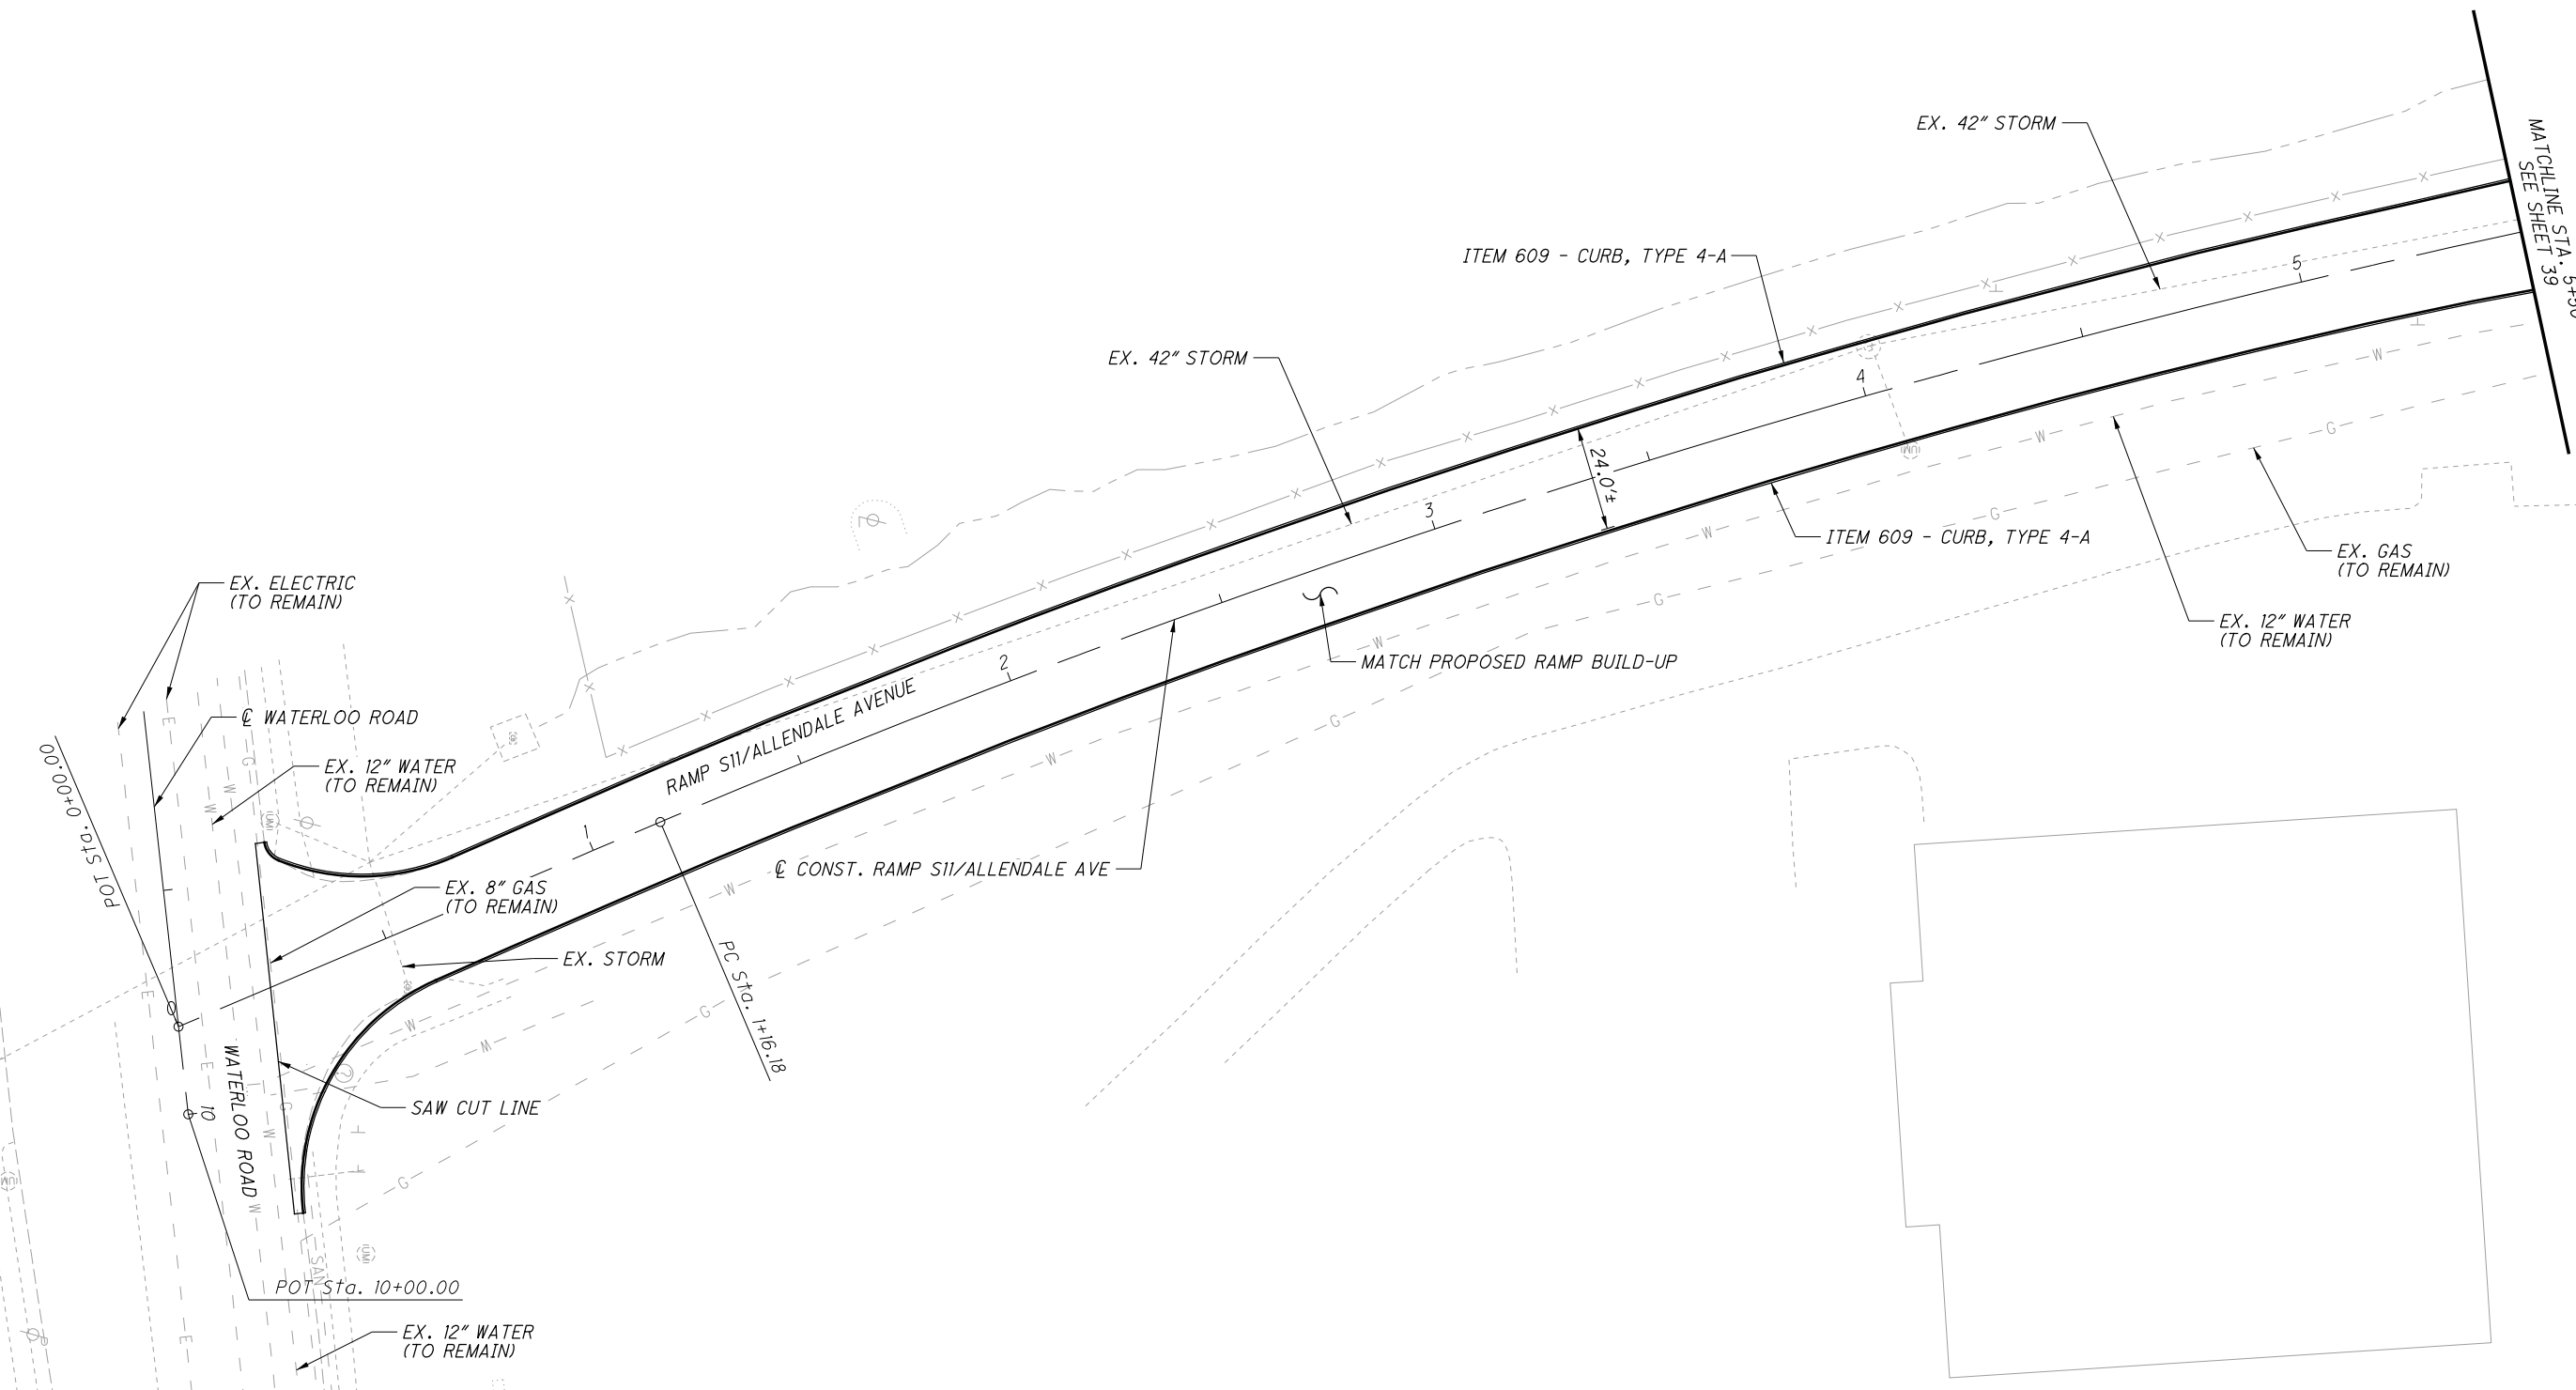 EX. 42" STORM
MATCHLINE STA. 5+50
SEE SHEET 39
ITEM 609 - CURB, TYPE 4-A
5
EX. 42" STORM
4
24.0'±
3
ITEM 609 - CURB, TYPE 4-A
EX. GAS
(TO REMAIN)
EX. 12" WATER
(TO REMAIN)
MATCH PROPOSED RAMP BUILD-UP
2
EX. ELECTRIC
(TO REMAIN)
℄ WATERLOO ROAD
RAMP S11/ALLENDALE AVENUE
EX. 12" WATER
(TO REMAIN)
POT Sta. 0+00.00
1
℄ CONST. RAMP S11/ALLENDALE AVE
EX. 8" GAS
(TO REMAIN)
EX. STORM
PC Sta. 1+16.18
0
WATERLOO ROAD
10
SAW CUT LINE
SAN
POT Sta. 10+00.00
EX. 12" WATER
(TO REMAIN)